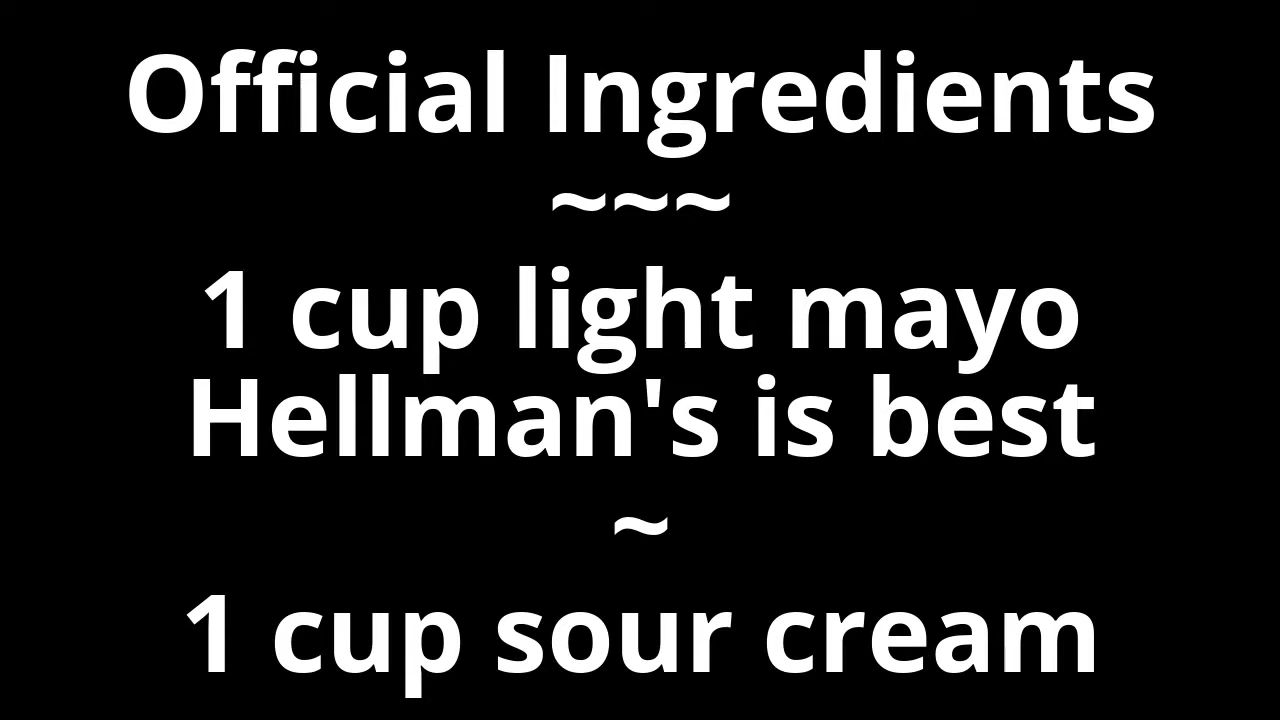 Official Ingredients
~~~
1 cup light mayo
Hellman's is best
~
1 cup sour cream